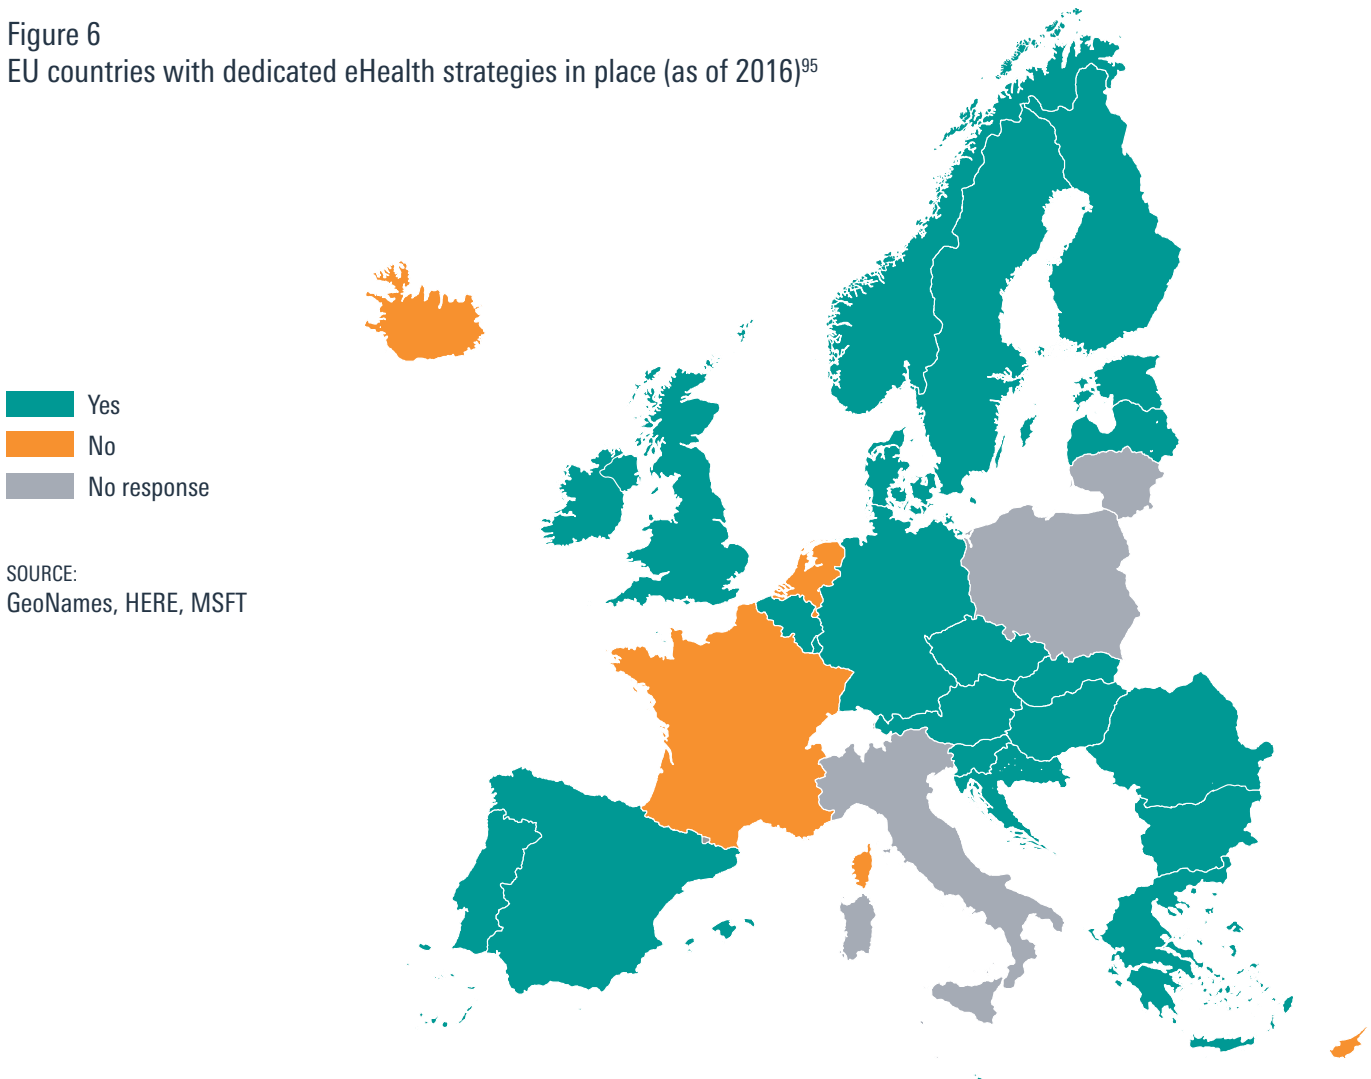 Figure 6
EU countries with dedicated eHealth strategies in place (as of 2016)95
Yes
No
No response
SOURCE:
GeoNames, HERE, MSFT